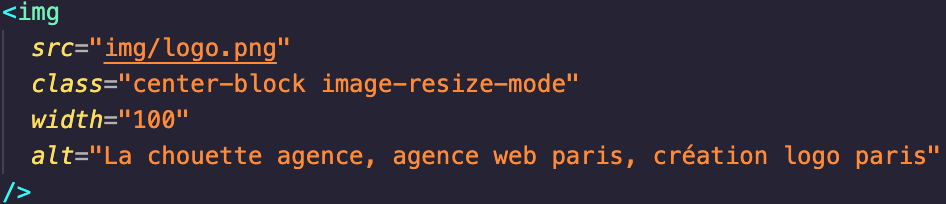 <img
src="img/logo.png"
class="center-block image-resize-mode"
width="100"
alt="La chouette agence, agence web paris, création logo paris"
/>